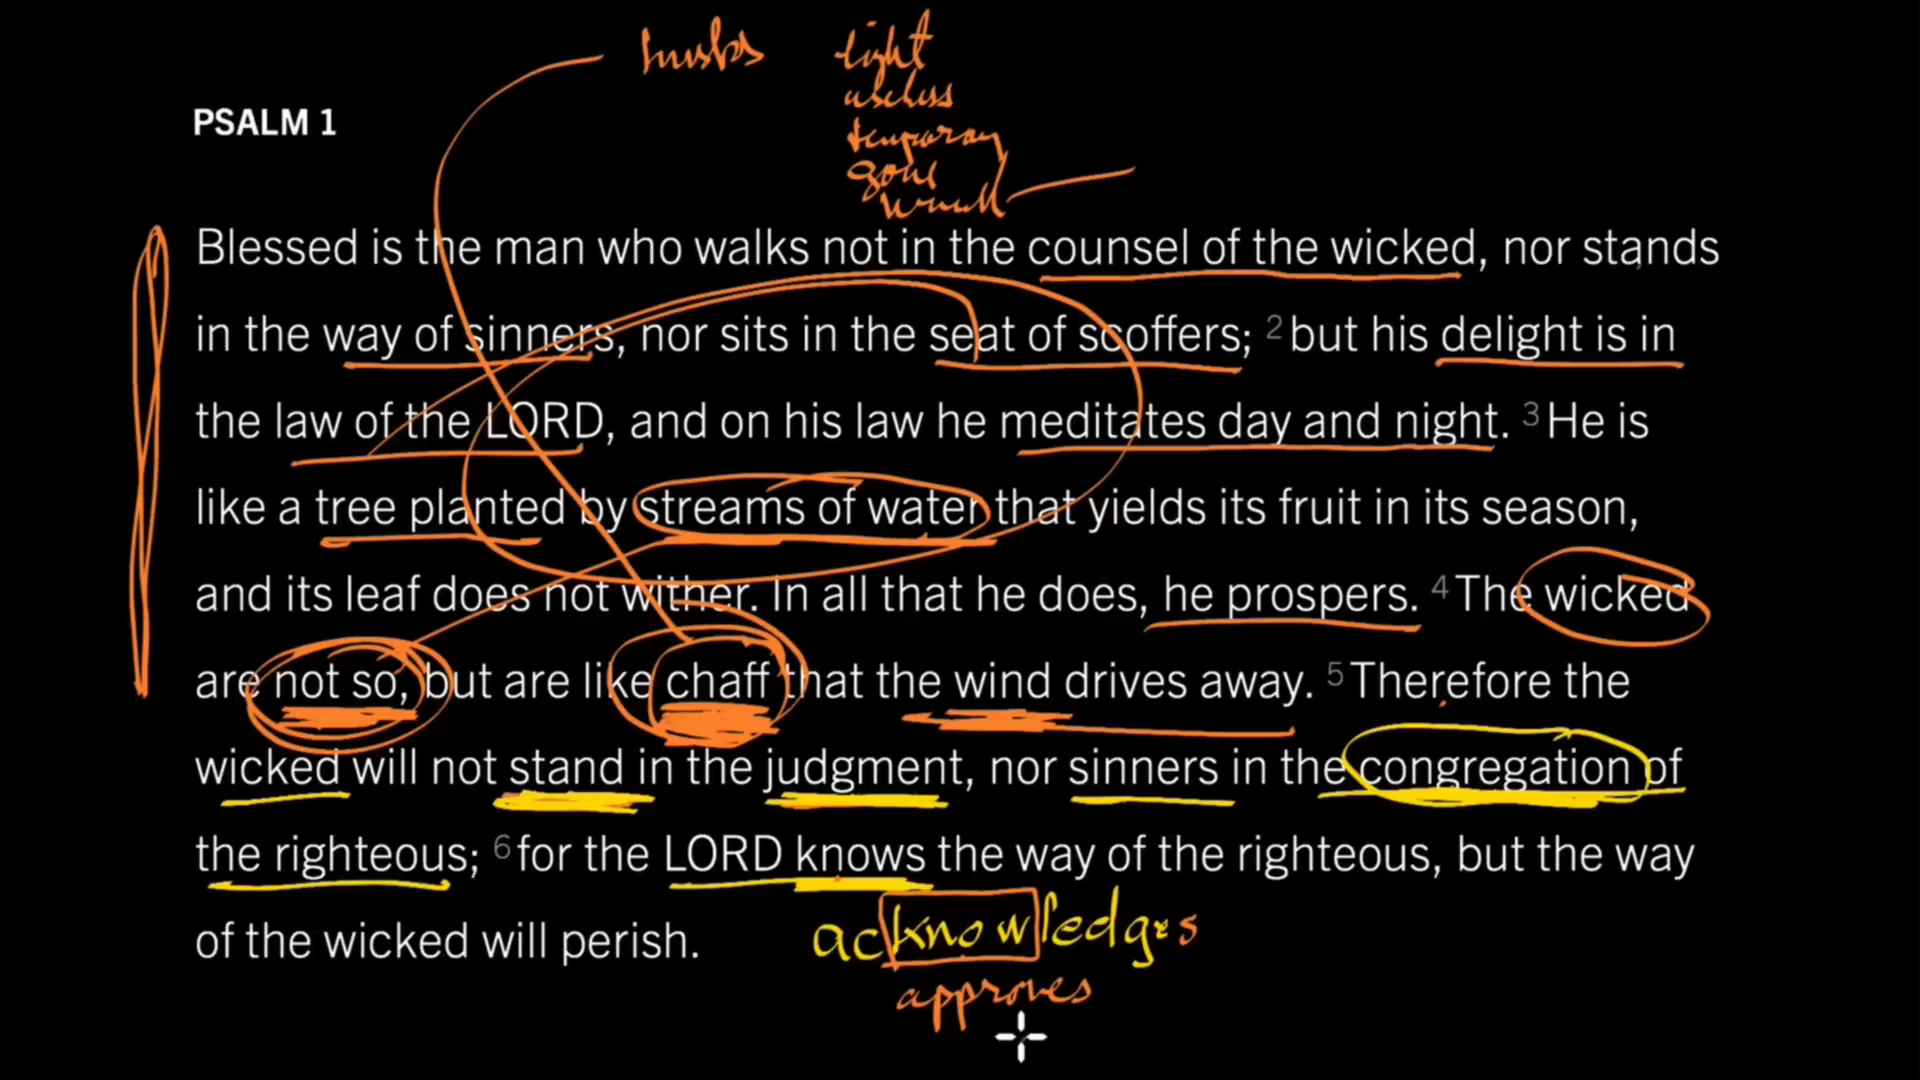 husks light
useless
temporary
gone
PSALM 1
Blessed is the man who walks not in the counsel of the wicked, nor stands
in the way of sinners, nor sits in the seat of scoffers; 2 but his delight is in
the law of the LORD, and on his law he meditates day and night. 3 He is
like a tree planted by streams of water that yields its fruit in its season,
and its leaf does not wither. In all that he does, he prospers. 4 The wicked
are not so, but are like chaff that the wind drives away. 5 Therefore the
wicked will not stand in the judgment, nor sinners in the congregation of
the righteous; 6 for the LORD knows the way of the righteous, but the way
of the wicked will perish.
acknowledges
approves